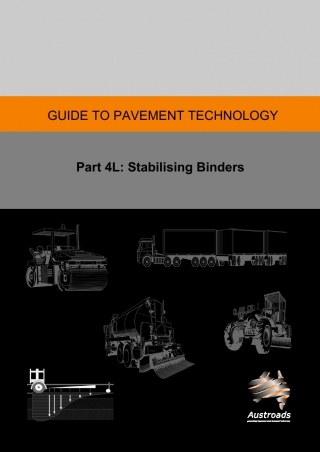 GUIDE TO PAVEMENT TECHNOLOGY
Part 4L: Stabilising Binders
Austroads